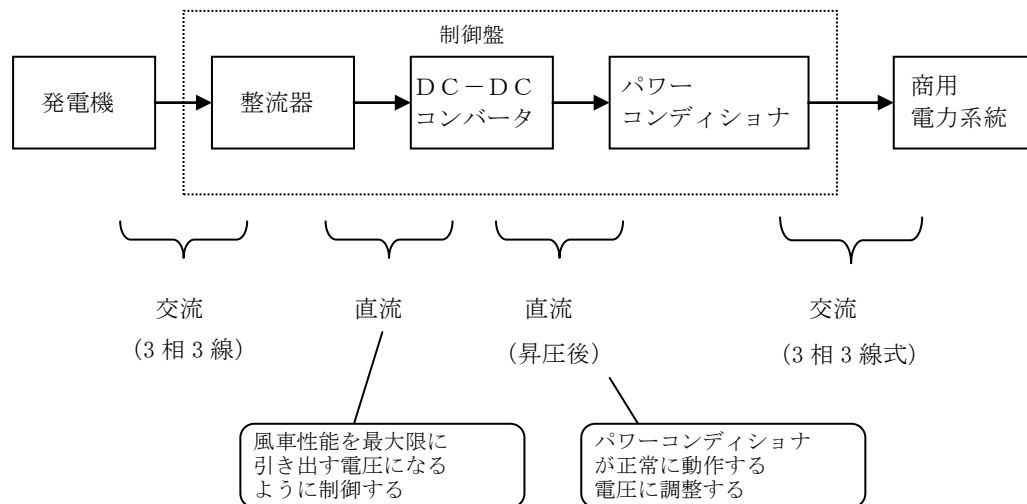 制御盤
発電機
整流器
DC-DC
コンバータ
パワー
コンディショナ
商用
電力系統
交流
(3相3線)
直流
直流
(昇圧後)
交流
(3相3線式)
風車性能を最大限に
引き出す電圧になる
ように制御する
パワーコンディショナ
が正常に動作する
電圧に調整する